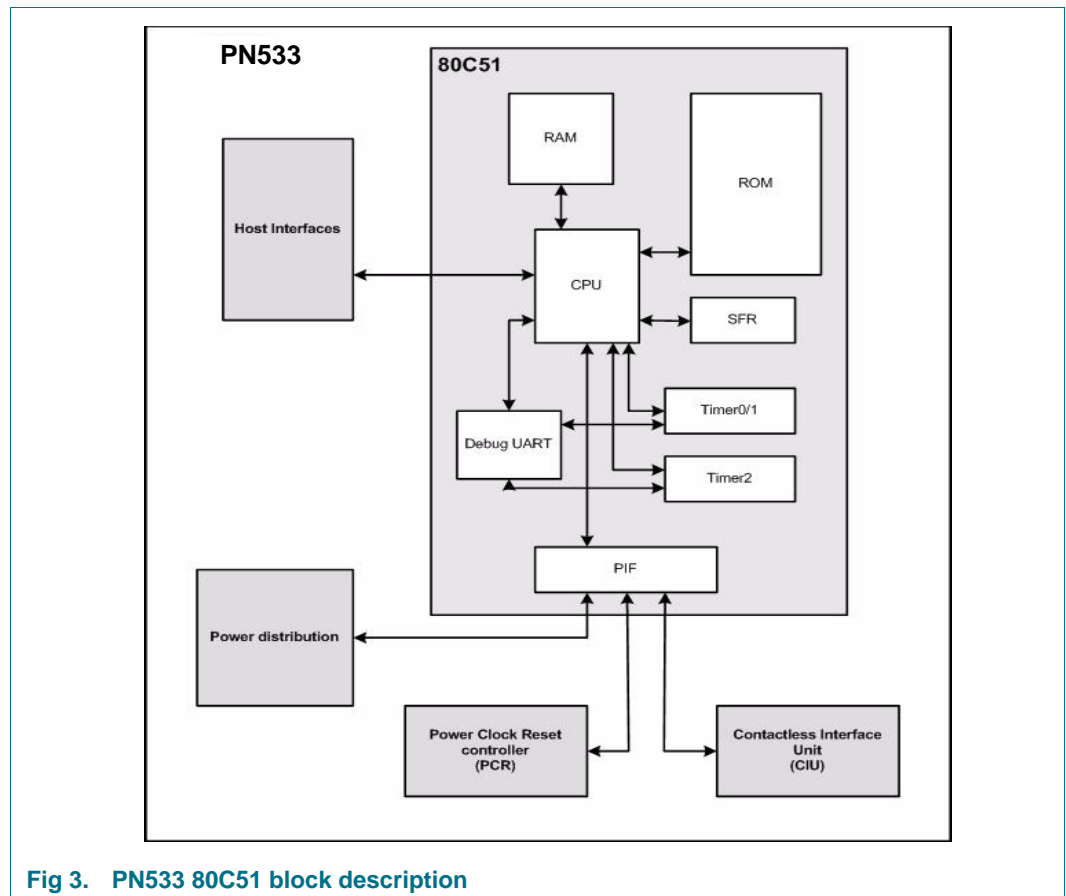 PN533
80C51
RAM
ROM
Host Interfaces
CPU
SFR
Timer0/1
Debug UART
Timer2
PIF
Power distribution
Power Clock Reset
controller
(PCR)
Contactless Interface
Unit
(CIU)
Fig 3. PN533 80C51 block description